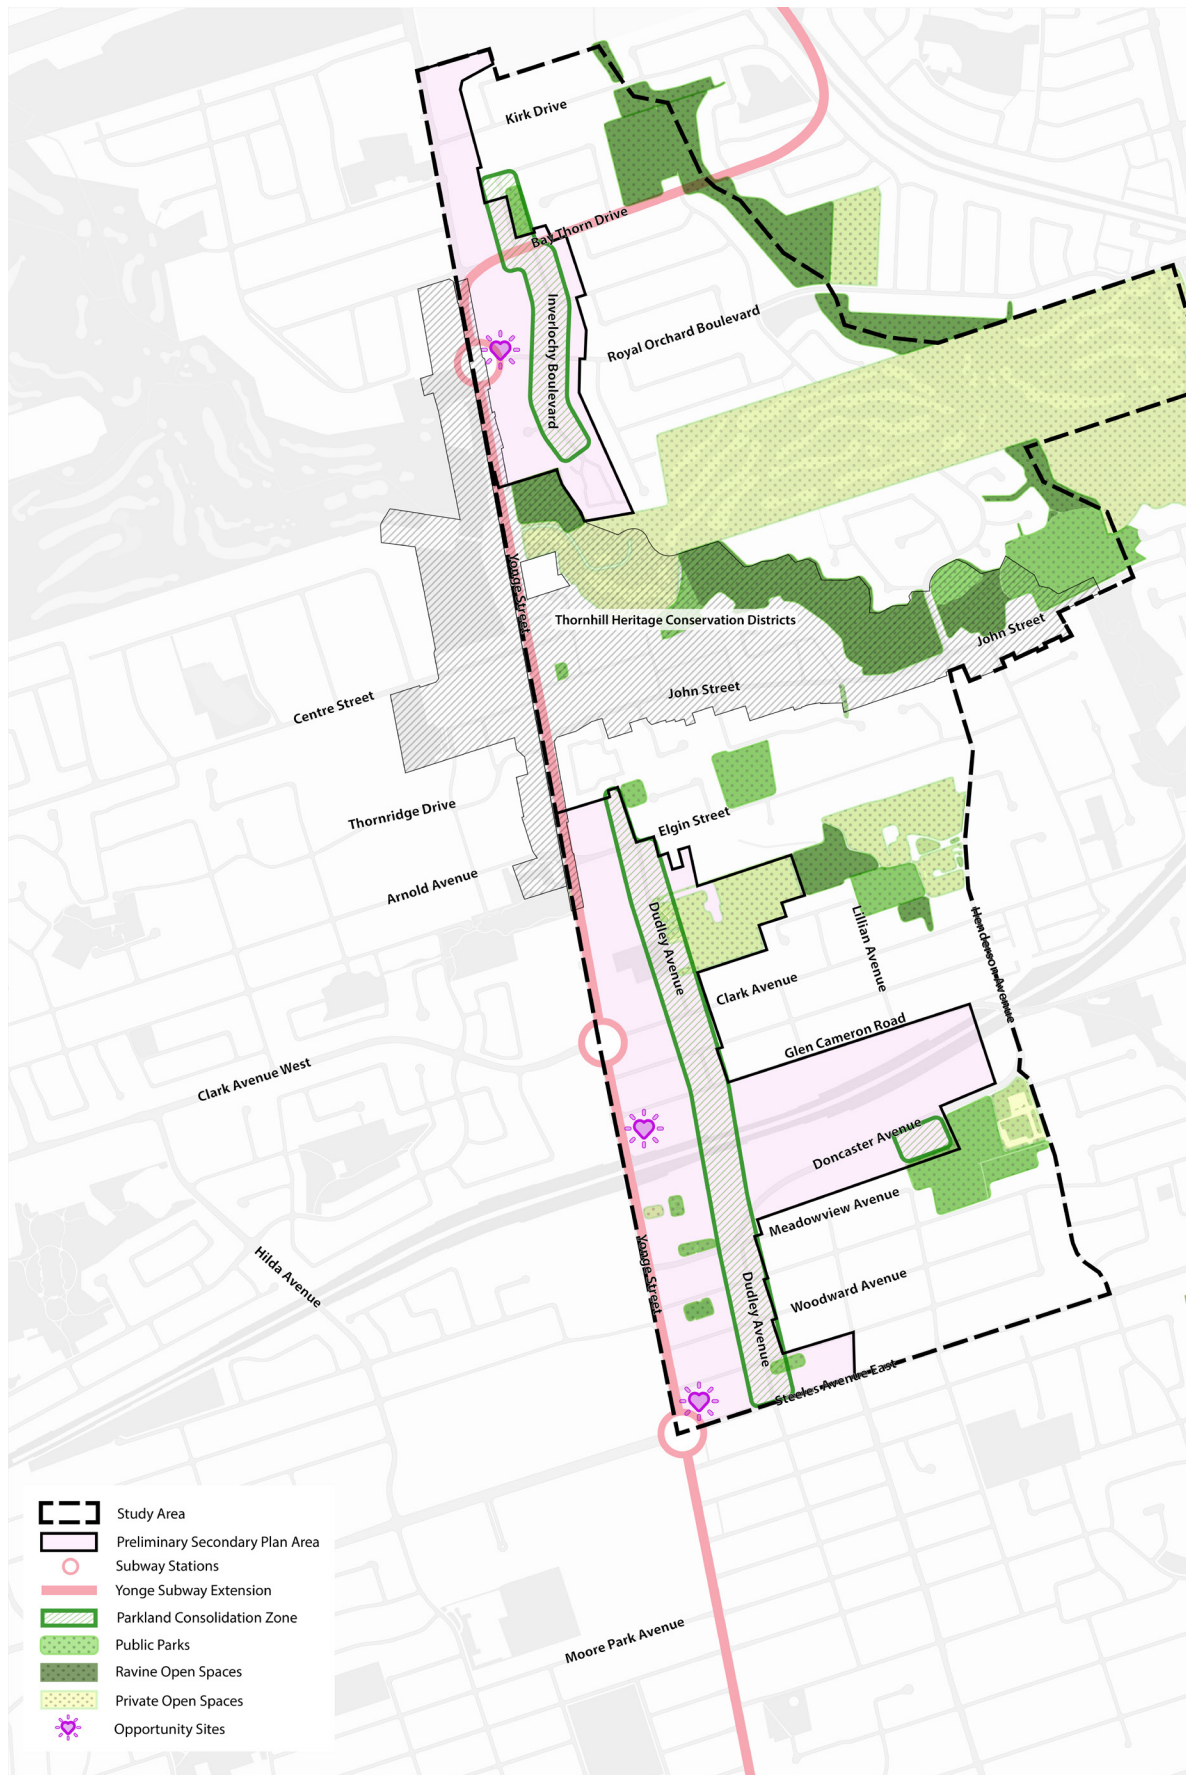 Kirk Drive
Bay Thorn Drive
Inverlochy Boulevard
Royal Orchard Boulevard
Yonge Street
Thornhill Heritage Conservation Districts
John Street
John Street
Centre Street
Thornridge Drive
Elgin Street
Arnold Avenue
Dudley Avenue
Lillian Avenue
Henderson Avenue
Clark Avenue
Glen Cameron Road
Clark Avenue West
Doncaster Avenue
Meadowview Avenue
Hilda Avenue
Yonge Street
Dudley Avenue
Woodward Avenue
Steeles Avenue East
Study Area
Preliminary Secondary Plan Area
Subway Stations
Yonge Subway Extension
Parkland Consolidation Zone
Public Parks
Ravine Open Spaces
Private Open Spaces
Opportunity Sites
Moore Park Avenue